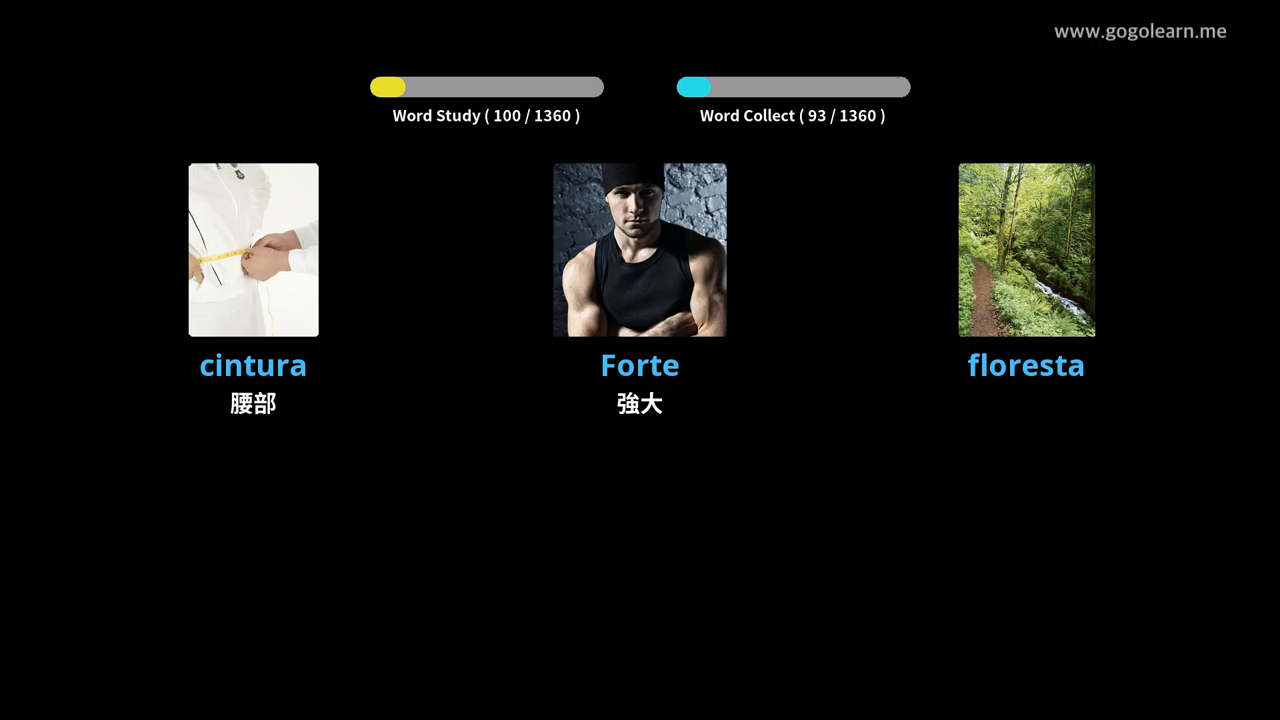 www.gogolearn.me
Word Study ( 100 / 1360 )
Word Collect ( 93 / 1360 )
cintura
腰部
Forte
強大
floresta